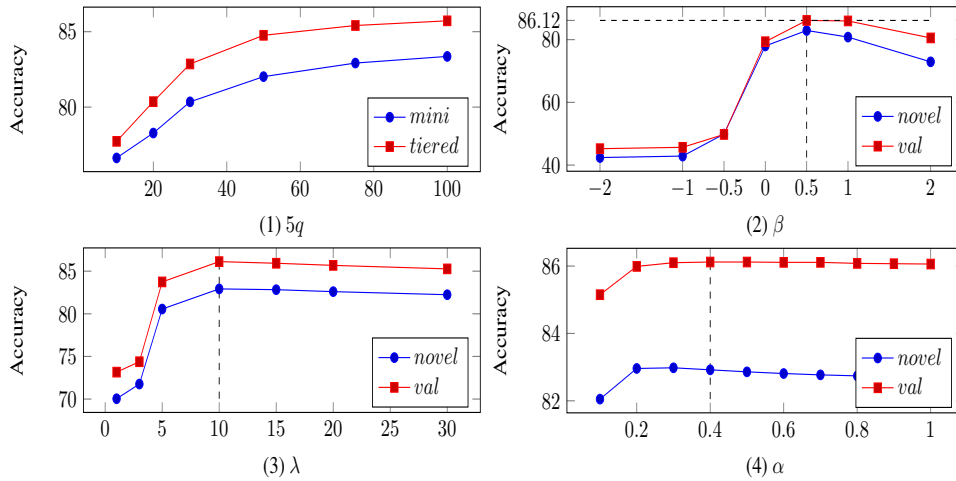 85
80
Accuracy
mini
tiered
20 40 60 80 100
(1) 5q
86.12
80
60
40
Accuracy
novel
val
−2 −1 −0.5 0 0.5 1 2
(2) β
85
80
75
70
Accuracy
novel
val
0 5 10 15 20 25 30
(3) λ
86
84
82
Accuracy
novel
val
0.2 0.4 0.6 0.8 1
(4) α